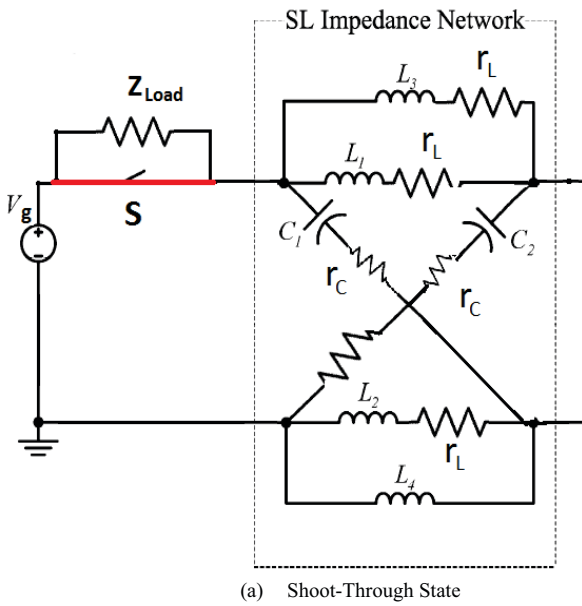 SL Impedance Network
r_L
Z_Load
L_3
L_1
r_L
V_g
+
-
S
C_1
C_2
r_C
r_C
L_2
r_L
L_4
(a) Shoot-Through State